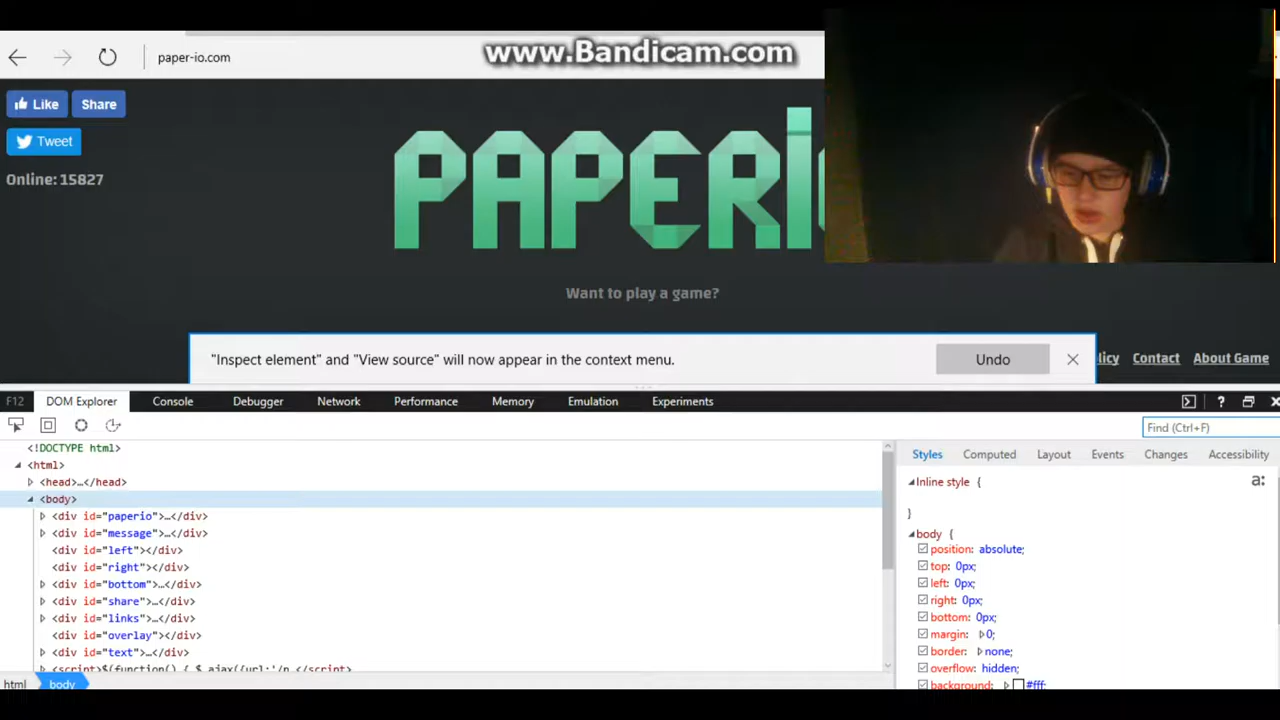 www.Bandicam.com
paper-io.com
Like Share
Tweet
Online: 15827
PAPERI
Want to play a game?
"Inspect element" and "View source" will now appear in the context menu.
Undo
olicy Contact About Game
F12 DOM Explorer Console Debugger Network Performance Memory Emulation Experiments
?
Find (Ctrl+F)
<!DOCTYPE html>
<html>
<head>…</head>
<body>
<div id="paperio">…</div>
<div id="message">…</div>
<div id="left"></div>
<div id="right"></div>
<div id="bottom">…</div>
<div id="share">…</div>
<div id="links">…</div>
<div id="overlay"></div>
<div id="text">…</div>
html body
Styles Computed Layout Events Changes Accessibility
Inline style {
a:
}
body {
position: absolute;
top: 0px;
left: 0px;
right: 0px;
bottom: 0px;
margin: 0;
border: none;
overflow: hidden;
background: #fff;